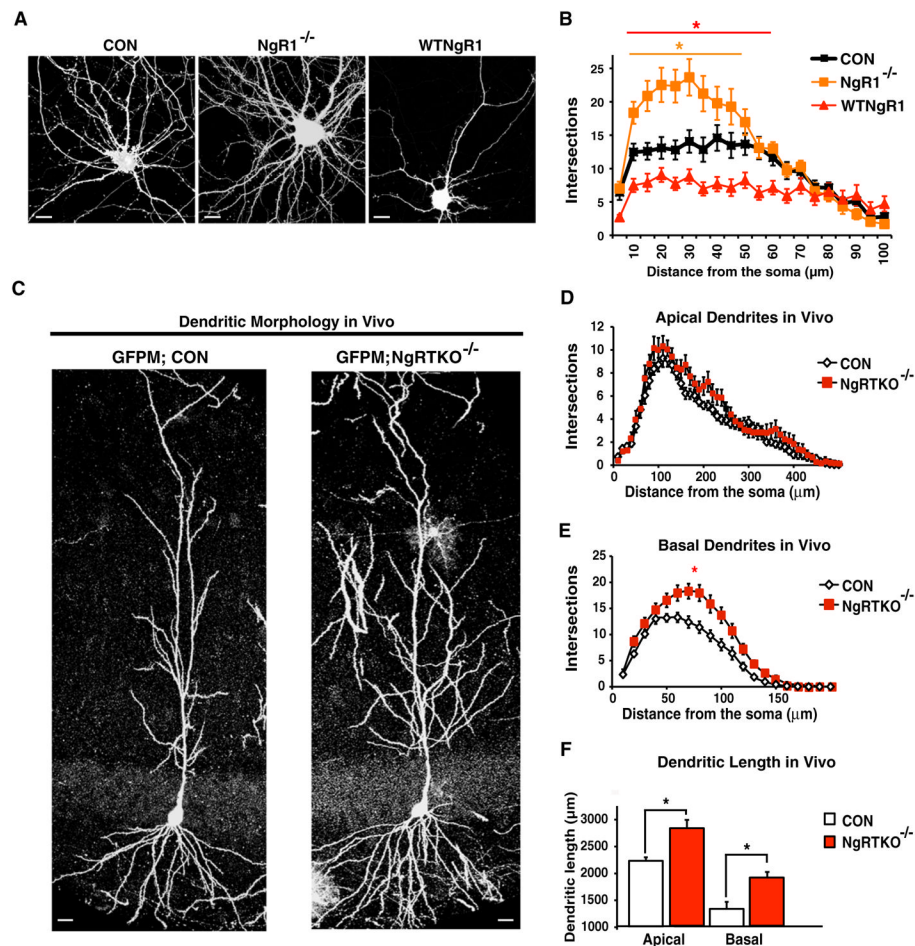 A
CON
NgR1-/-
WTNgR1
B
*
*
CON
NgR1-/-
WTNgR1
Intersections
25
20
15
10
5
0
10 20 30 40 50 60 70 80 90 100
Distance from the soma (µm)
C
Dendritic Morphology in Vivo
GFPM; CON
GFPM;NgRTKO-/-
D
Apical Dendrites in Vivo
CON
NgRTKO-/-
Intersections
12
10
8
6
4
2
0
0 100 200 300 400
Distance from the soma (µm)
E
Basal Dendrites in Vivo
*
CON
NgRTKO-/-
Intersections
25
20
15
10
5
0
0 50 100 150
Distance from the soma (µm)
F
Dendritic Length in Vivo
* *
CON
NgRTKO-/-
Dendritic length (µm)
3000
2500
2000
1500
1000
Apical Basal